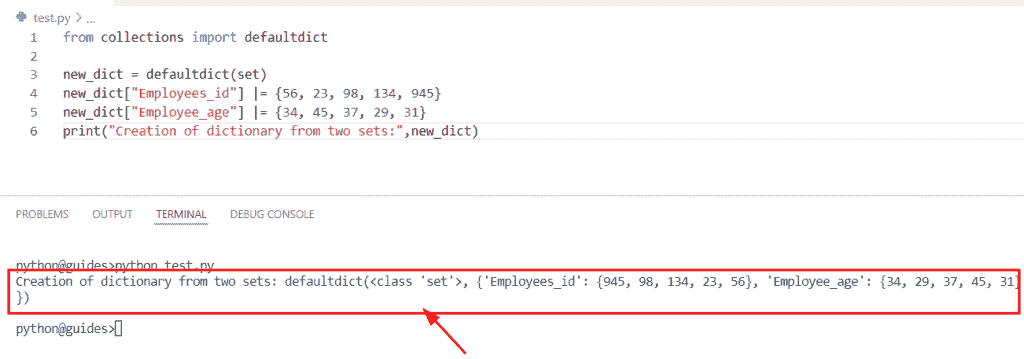 test.py > ...
1 from collections import defaultdict
2
3 new_dict = defaultdict(set)
4 new_dict["Employees_id"] |= {56, 23, 98, 134, 945}
5 new_dict["Employee_age"] |= {34, 45, 37, 29, 31}
6 print("Creation of dictionary from two sets:",new_dict)
PROBLEMS OUTPUT TERMINAL DEBUG CONSOLE
python@guides>python test.py
Creation of dictionary from two sets: defaultdict(<class 'set'>, {'Employees_id': {945, 98, 134, 23, 56}, 'Employee_age': {34, 29, 37, 45, 31}
})
python@guides>